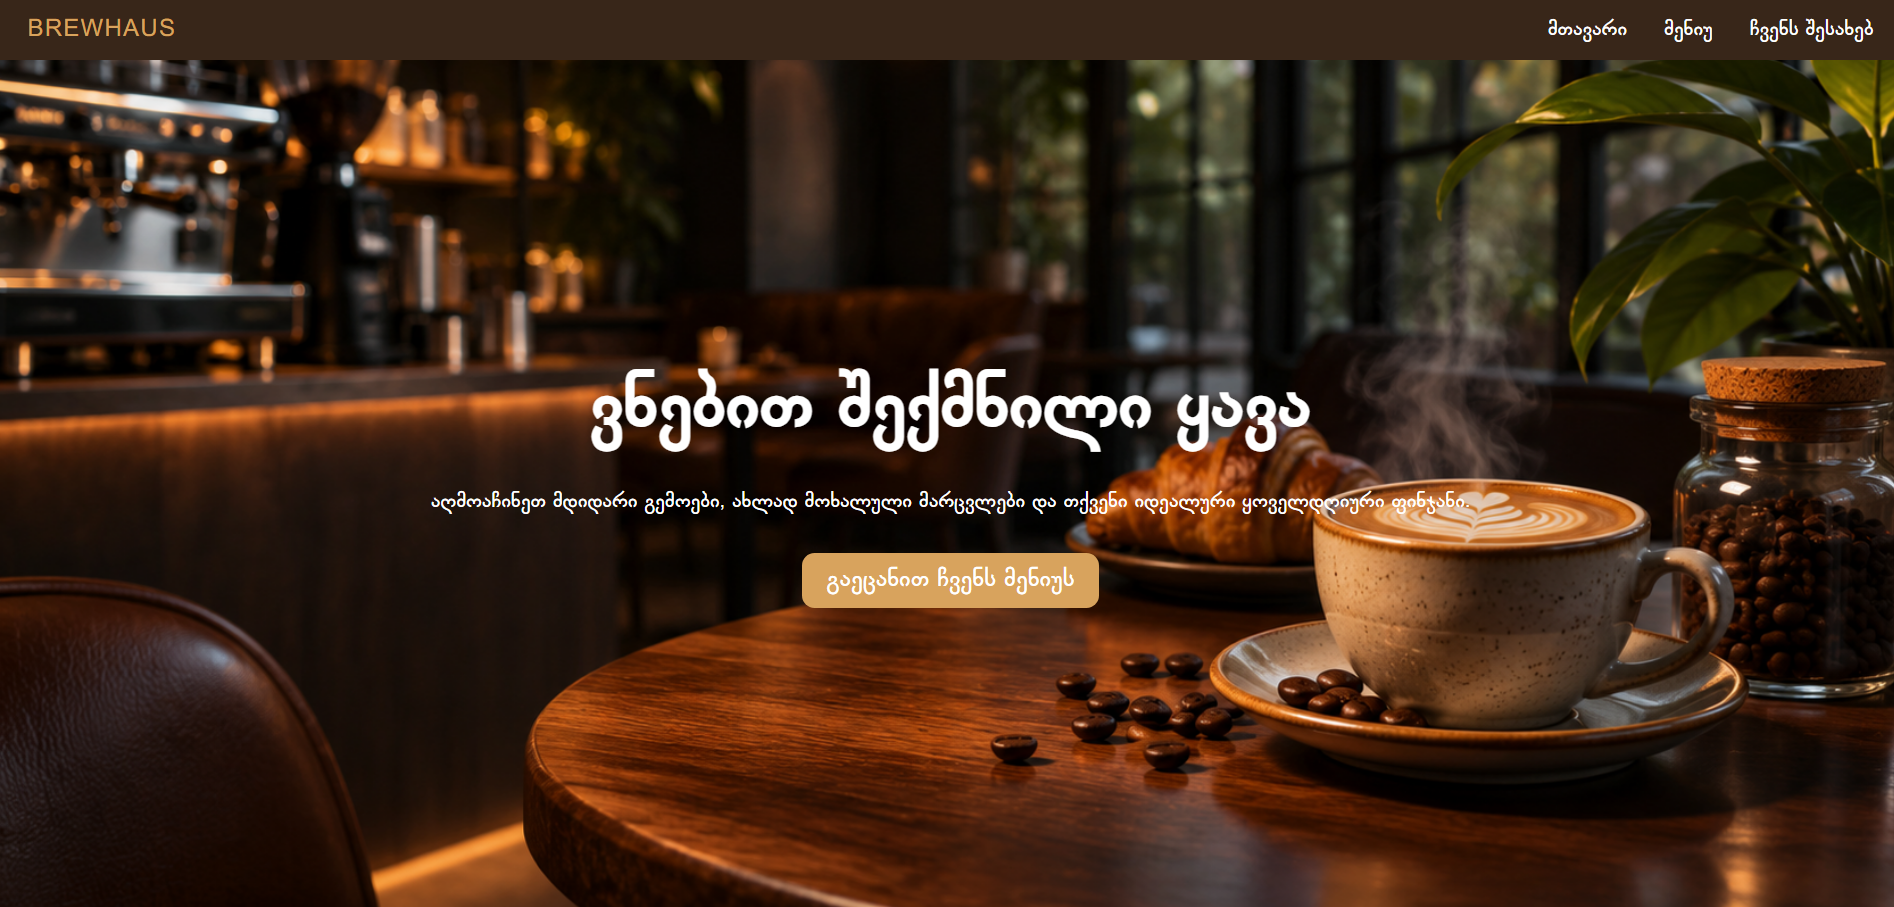 BREWHAUS
მთავარი მენიუ ჩვენს შესახებ
ვნებით შექმნილი ყავა
აღმოაჩინეთ მდიდარი გემოები, ახლად მოხალული მარცვლები და თქვენი იდეალური ყოველდღიური ფინჯანი.
გაეცანით ჩვენს მენიუს